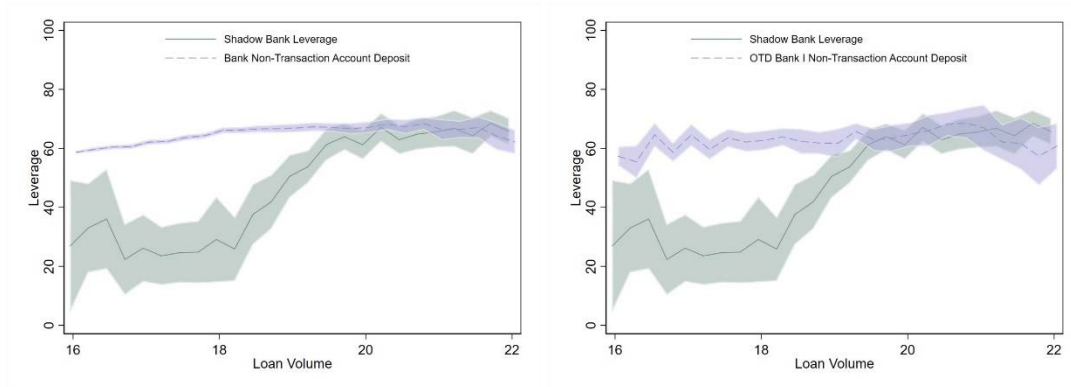 100
80
60
40
20
0
Leverage
Shadow Bank Leverage
Bank Non-Transaction Account Deposit
16
18
20
22
Loan Volume
100
80
60
40
20
0
Leverage
Shadow Bank Leverage
OTD Bank I Non-Transaction Account Deposit
16
18
20
22
Loan Volume